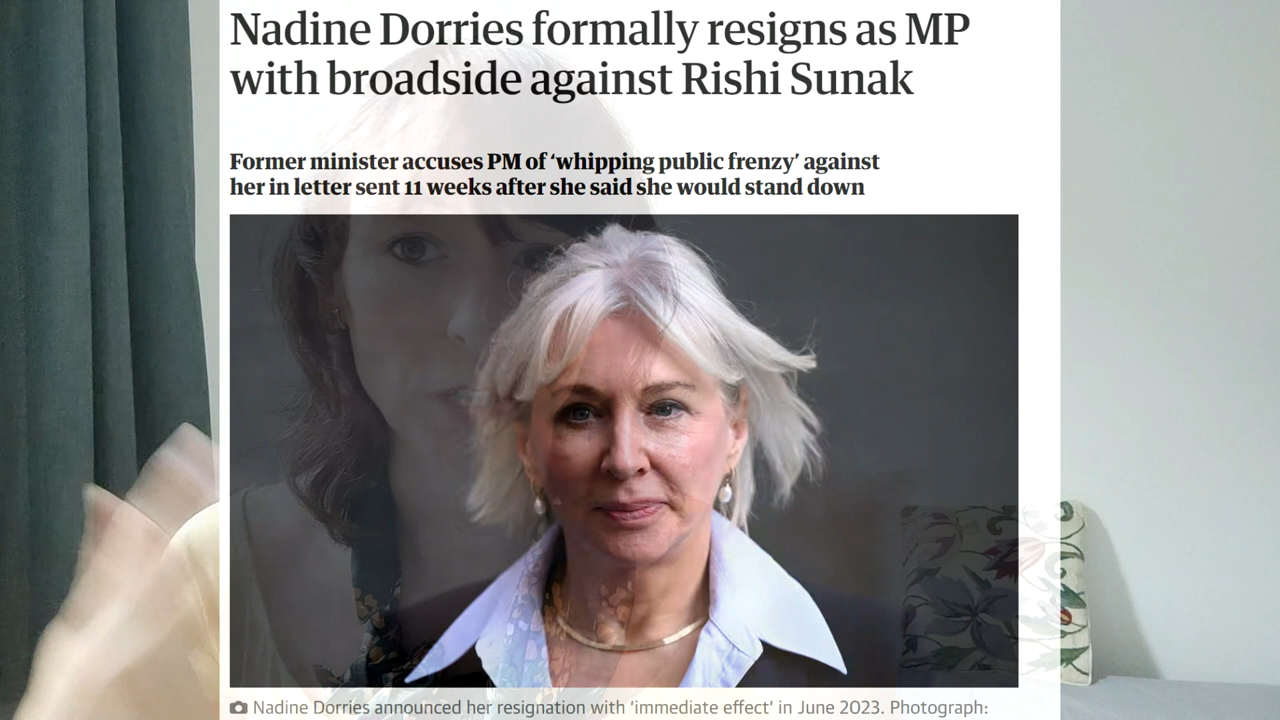 Nadine Dorries formally resigns as MP
with broadside against Rishi Sunak
Former minister accuses PM of ‘whipping public frenzy’ against
her in letter sent 11 weeks after she said she would stand down
Nadine Dorries announced her resignation with ‘immediate effect’ in June 2023. Photograph: